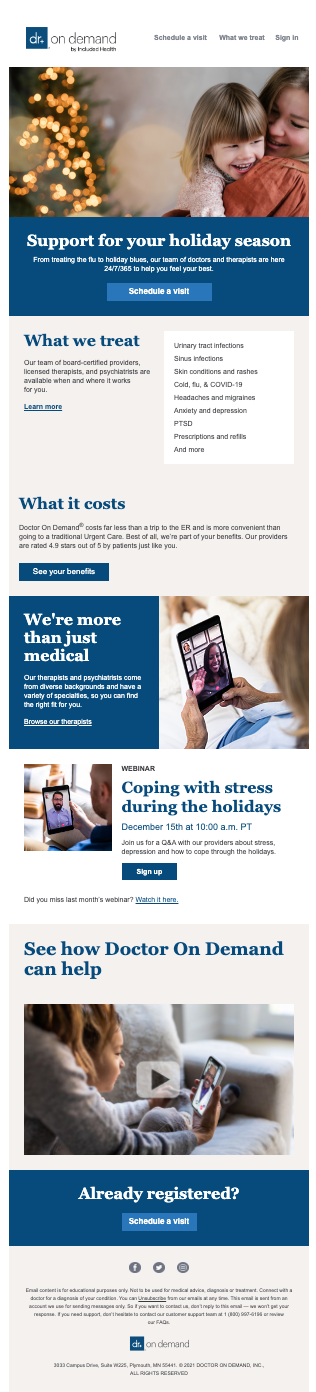 dr. on demand
by Included Health
Schedule a visit
What we treat
Sign in
Support for your holiday season
From treating the flu to holiday blues, our team of doctors and therapists are here
24/7/365 to help you feel your best.
Schedule a visit
What we treat
Our team of board-certified providers,
licensed therapists, and psychiatrists are
available when and where it works
for you.
Learn more
Urinary tract infections
Sinus infections
Skin conditions and rashes
Cold, flu, & COVID-19
Headaches and migraines
Anxiety and depression
PTSD
Prescriptions and refills
And more
What it costs
Doctor On Demand® costs far less than a trip to the ER and is more convenient than
going to a traditional Urgent Care. Best of all, we're part of your benefits. Our providers
are rated 4.9 stars out of 5 by patients just like you.
See your benefits
We're more
than just
medical
Our therapists and psychiatrists come
from diverse backgrounds and have a
variety of specialties, so you can find
the right fit for you.
Browse our therapists
WEBINAR
Coping with stress
during the holidays
December 15th at 10:00 a.m. PT
Join us for a Q&A with our providers about stress,
depression and how to cope through the holidays.
Sign up
Did you miss last month's webinar? Watch it here.
See how Doctor On Demand
can help
Already registered?
Schedule a visit
Email content is for educational purposes only. Not to be used for medical advice, diagnosis or treatment. Connect with a
doctor for a diagnosis of your condition. You can Unsubscribe from our emails at any time. This email is sent from an
account we use for sending messages only. So if you want to contact us, don't reply to this email — we won't get your
response. If you need support, don't hesitate to contact our customer support team at 1 (800) 997-6196 or review
our FAQs.
dr. on demand
3033 Campus Drive, Suite W225, Plymouth, MN 55441. © 2021 DOCTOR ON DEMAND, INC.,
ALL RIGHTS RESERVED